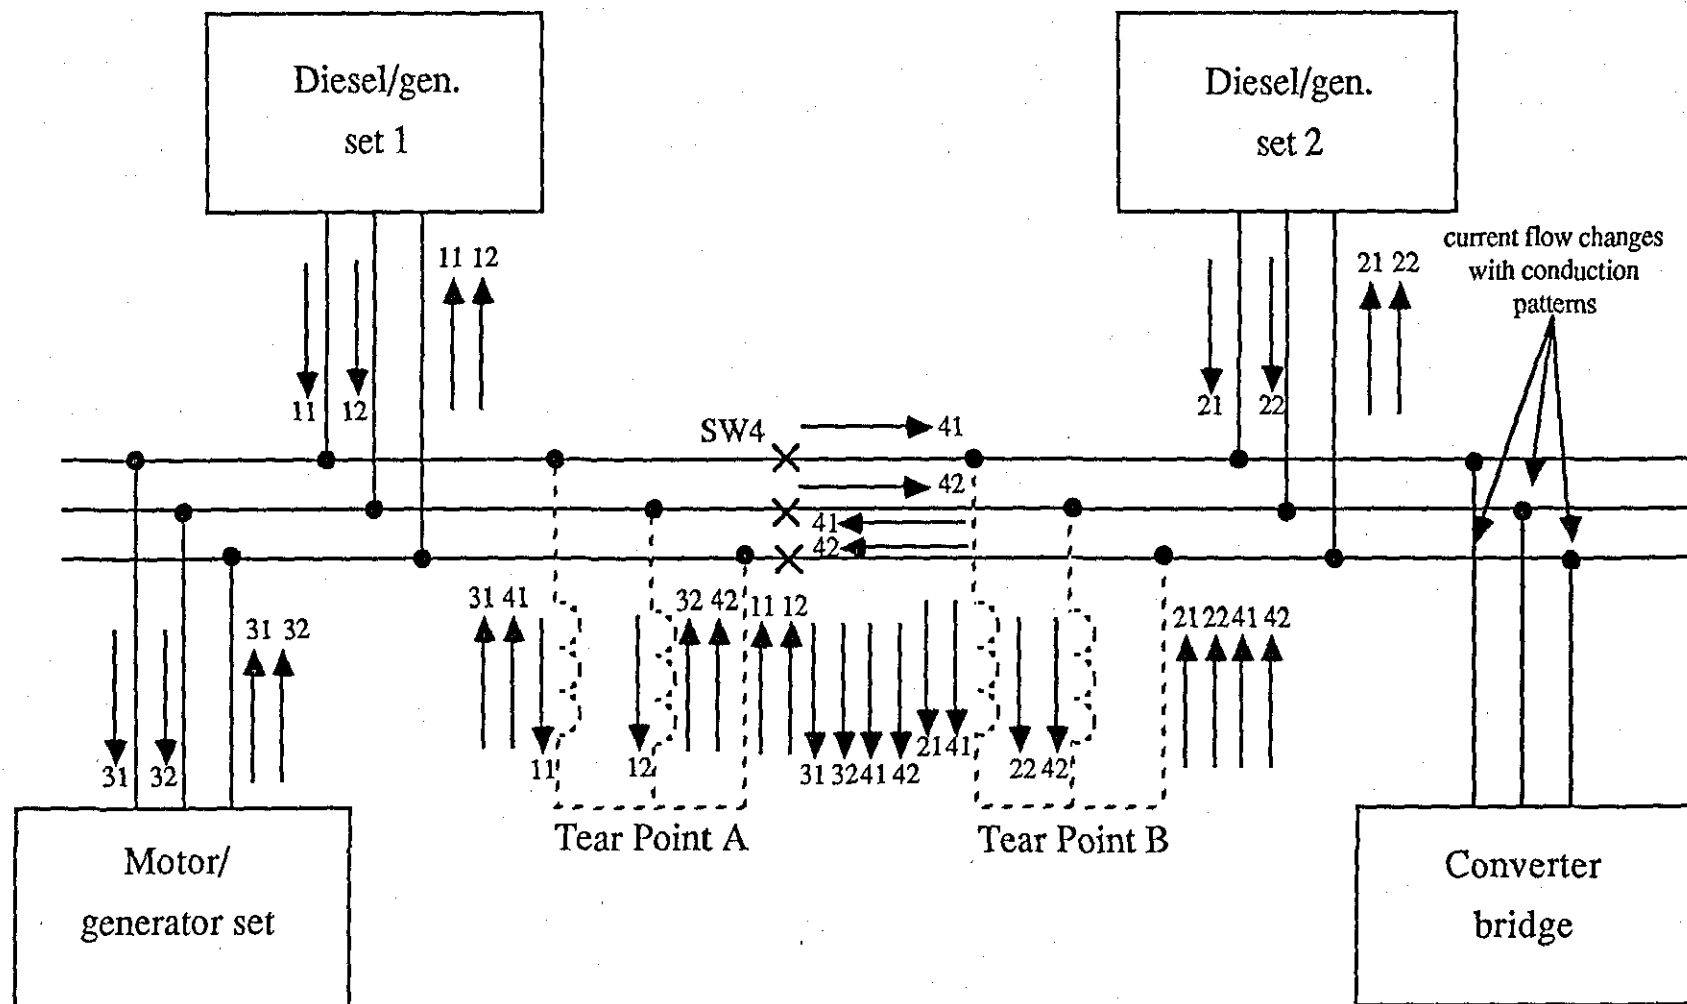 Diesel/gen.
set 1
Diesel/gen.
set 2
current flow changes
with conduction
patterns
11 12
21 22
11
12
21
22
SW4
41
42
41
42
31 41
32 42
11 12
21 22 41 42
31 32
31
32
11
12
31 32 41 42
21 41
22 42
Tear Point A
Tear Point B
Motor/
generator set
Converter
bridge